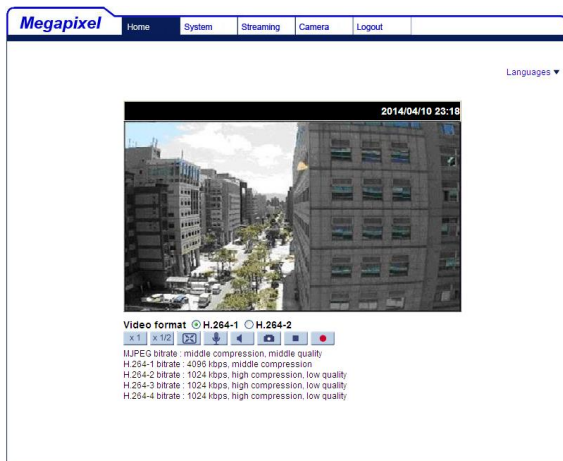 Megapixel
Home System Streaming Camera Logout
Languages ▼
2014/04/10 23:18
Video format H.264-1 H.264-2
x 1 x 1/2
MJPEG bitrate : middle compression, middle quality
H.264-1 bitrate : 4096 kbps, middle compression
H.264-2 bitrate : 1024 kbps, high compression, low quality
H.264-3 bitrate : 1024 kbps, high compression, low quality
H.264-4 bitrate : 1024 kbps, high compression, low quality